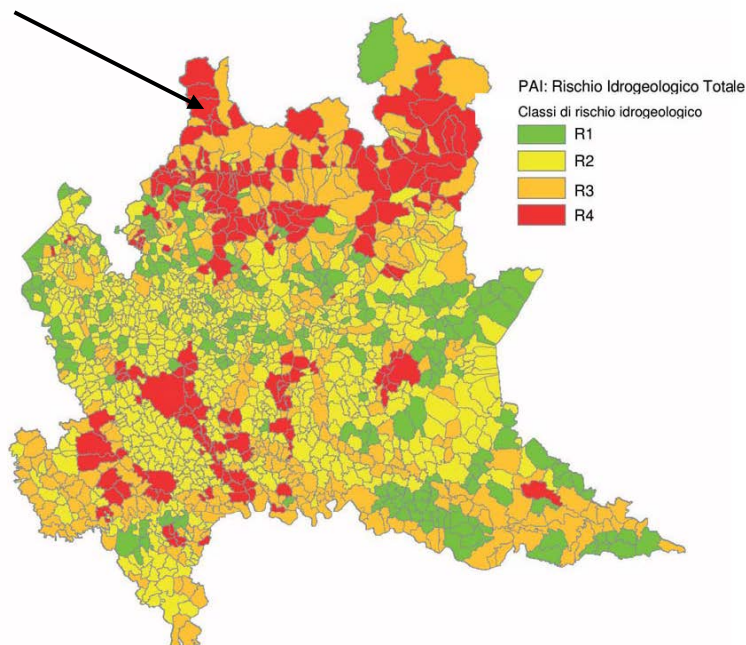 PAI: Rischio Idrogeologico Totale
Classi di rischio idrogeologico
R1
R2
R3
R4